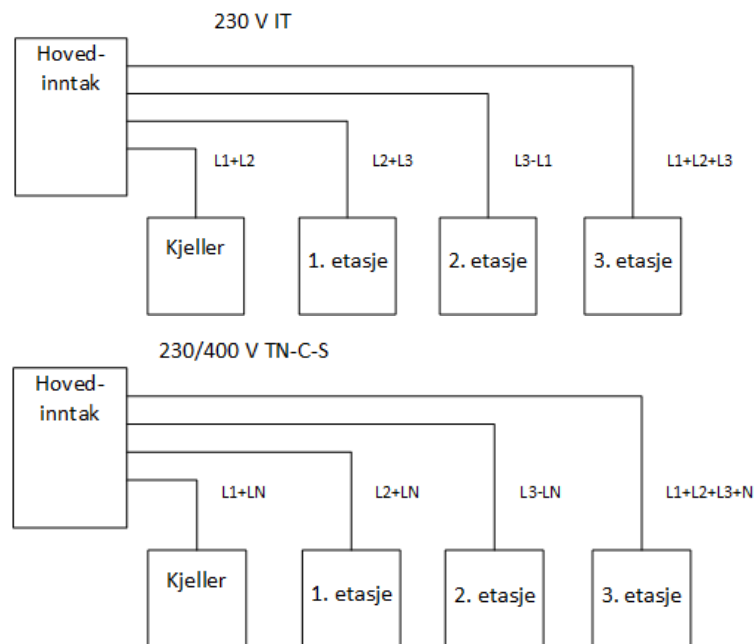 230 V IT
Hoved-
inntak
L1+L2
L2+L3
L3-L1
L1+L2+L3
Kjeller
1. etasje
2. etasje
3. etasje
230/400 V TN-C-S
Hoved-
inntak
L1+LN
L2+LN
L3-LN
L1+L2+L3+N
Kjeller
1. etasje
2. etasje
3. etasje